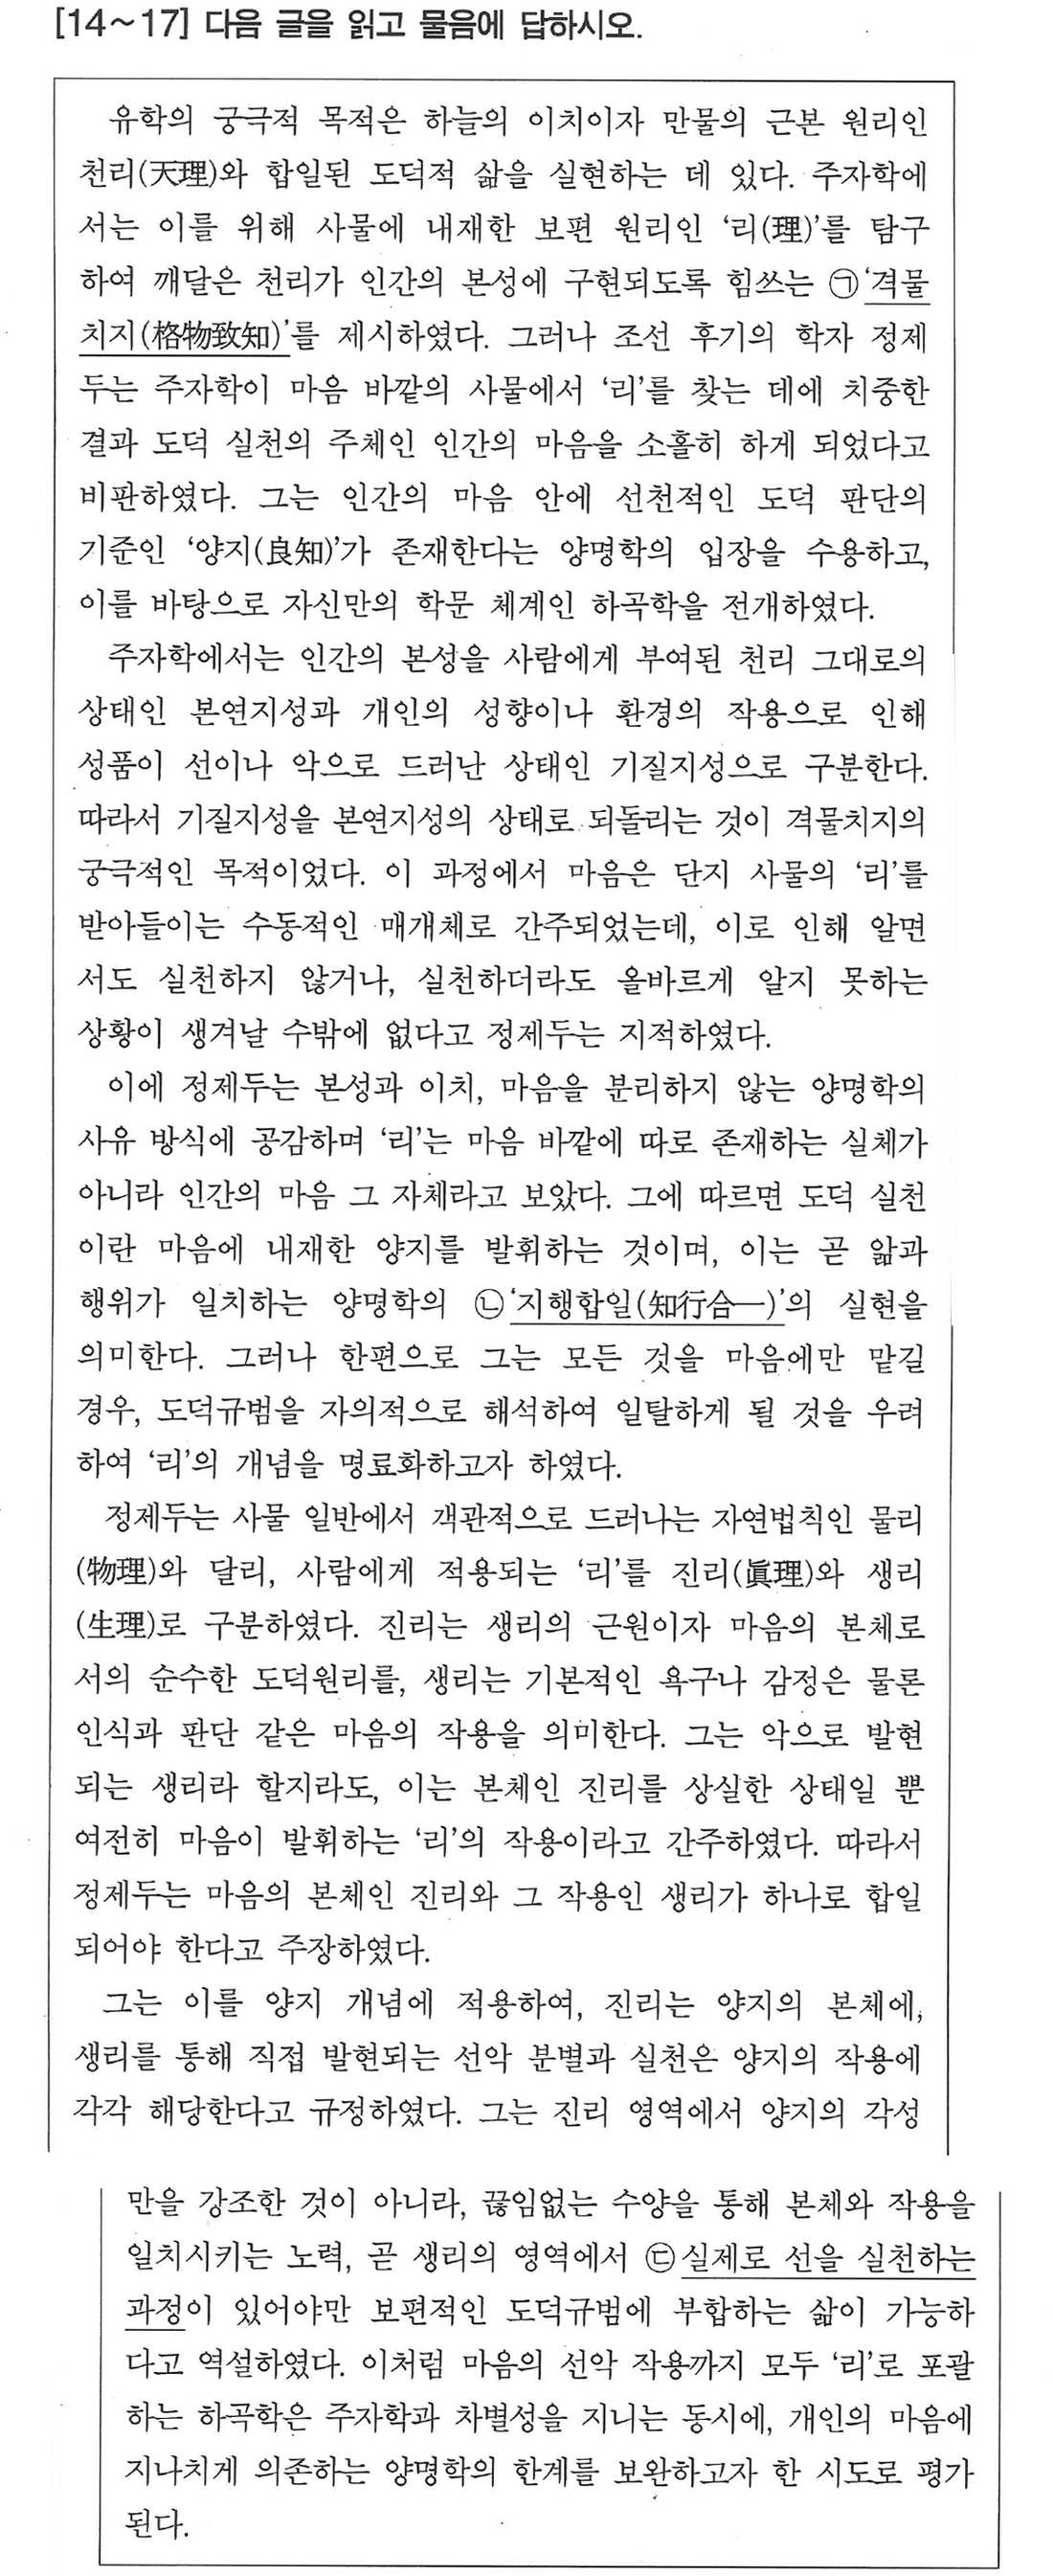 [14~17] 다음 글을 읽고 물음에 답하시오.
유학의 궁극적 목적은 하늘의 이치이자 만물의 근본 원리인
천리(天理)와 합일된 도덕적 삶을 실현하는 데 있다. 주자학에
서는 이를 위해 사물에 내재한 보편 원리인 ‘리(理)’를 탐구
하여 깨달은 천리가 인간의 본성에 구현되도록 힘쓰는 ㉠‘격물
치지(格物致知)’를 제시하였다. 그러나 조선 후기의 학자 정제
두는 주자학이 마음 바깥의 사물에서 ‘리’를 찾는 데에 치중한
결과 도덕 실천의 주체인 인간의 마음을 소홀히 하게 되었다고
비판하였다. 그는 인간의 마음 안에 선천적인 도덕 판단의
기준인 ‘양지(良知)’가 존재한다는 양명학의 입장을 수용하고,
이를 바탕으로 자신만의 학문 체계인 하곡학을 전개하였다.
주자학에서는 인간의 본성을 사람에게 부여된 천리 그대로의
상태인 본연지성과 개인의 성향이나 환경의 작용으로 인해
성품이 선이나 악으로 드러난 상태인 기질지성으로 구분한다.
따라서 기질지성을 본연지성의 상태로 되돌리는 것이 격물치지의
궁극적인 목적이었다. 이 과정에서 마음은 단지 사물의 ‘리’를
받아들이는 수동적인 매개체로 간주되었는데, 이로 인해 알면
서도 실천하지 않거나, 실천하더라도 올바르게 알지 못하는
상황이 생겨날 수밖에 없다고 정제두는 지적하였다.
이에 정제두는 본성과 이치, 마음을 분리하지 않는 양명학의
사유 방식에 공감하며 ‘리’는 마음 바깥에 따로 존재하는 실체가
아니라 인간의 마음 그 자체라고 보았다. 그에 따르면 도덕 실천
이란 마음에 내재한 양지를 발휘하는 것이며, 이는 곧 앎과
행위가 일치하는 양명학의 ㉡‘지행합일(知行合一)’의 실현을
의미한다. 그러나 한편으로 그는 모든 것을 마음에만 맡길
경우, 도덕규범을 자의적으로 해석하여 일탈하게 될 것을 우려
하여 ‘리’의 개념을 명료화하고자 하였다.
정제두는 사물 일반에서 객관적으로 드러나는 자연법칙인 물리
(物理)와 달리, 사람에게 적용되는 ‘리’를 진리(眞理)와 생리
(生理)로 구분하였다. 진리는 생리의 근원이자 마음의 본체로
서의 순수한 도덕원리를, 생리는 기본적인 욕구나 감정은 물론
인식과 판단 같은 마음의 작용을 의미한다. 그는 악으로 발현
되는 생리라 할지라도, 이는 본체인 진리를 상실한 상태일 뿐
여전히 마음이 발휘하는 ‘리’의 작용이라고 간주하였다. 따라서
정제두는 마음의 본체인 진리와 그 작용인 생리가 하나로 합일
되어야 한다고 주장하였다.
그는 이를 양지 개념에 적용하여, 진리는 양지의 본체에,
생리를 통해 직접 발현되는 선악 분별과 실천은 양지의 작용에
각각 해당한다고 규정하였다. 그는 진리 영역에서 양지의 각성
만을 강조한 것이 아니라, 끊임없는 수양을 통해 본체와 작용을
일치시키는 노력, 곧 생리의 영역에서 ㉢실제로 선을 실천하는
과정이 있어야만 보편적인 도덕규범에 부합하는 삶이 가능하
다고 역설하였다. 이처럼 마음의 선악 작용까지 모두 ‘리’로 포괄
하는 하곡학은 주자학과 차별성을 지니는 동시에, 개인의 마음에
지나치게 의존하는 양명학의 한계를 보완하고자 한 시도로 평가
된다.